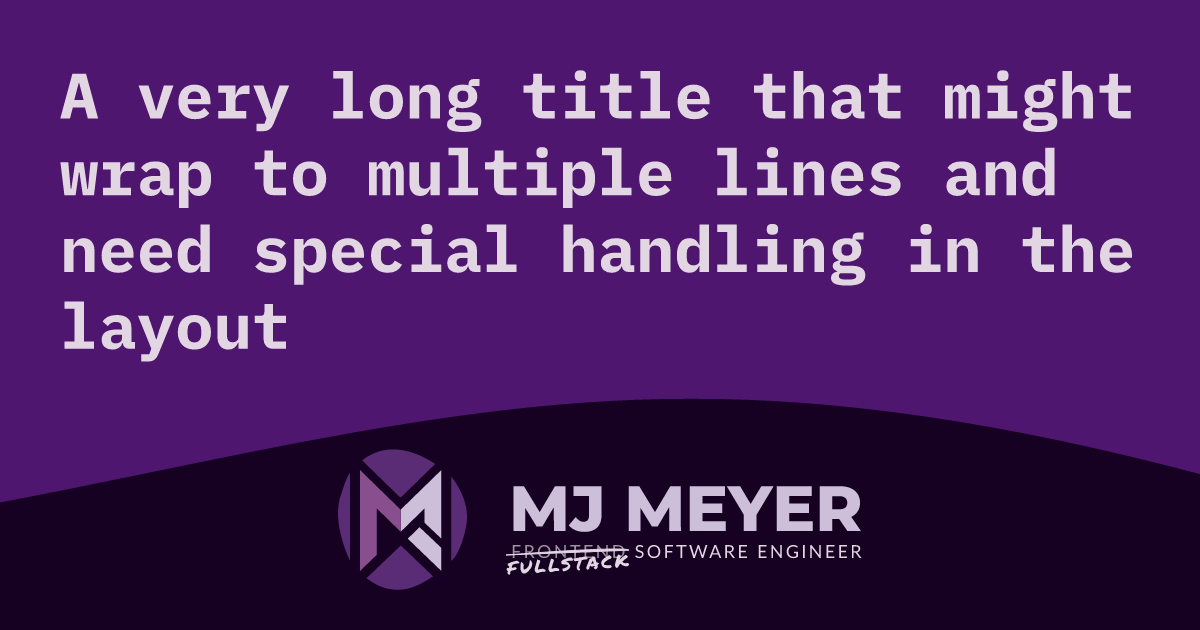 A very long title that might
wrap to multiple lines and
need special handling in the
layout
MJ MEYER
FRONTEND SOFTWARE ENGINEER
FULLSTACK